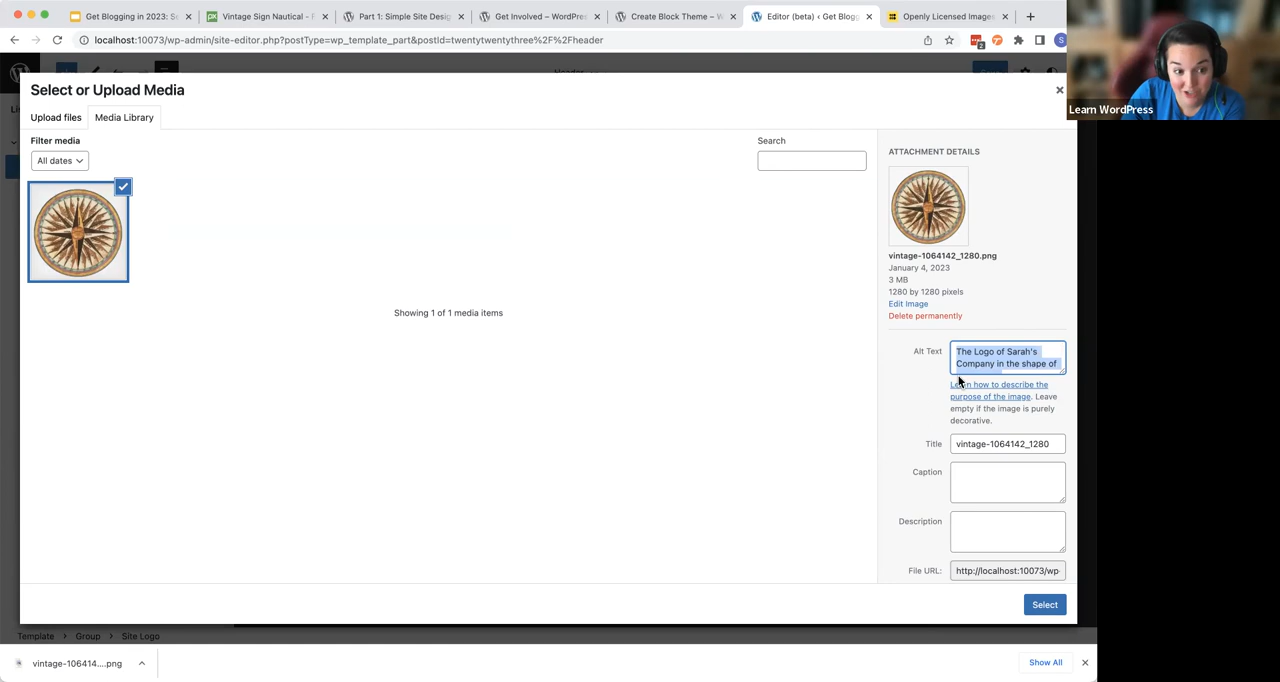 Get Blogging in 2023: S
Vintage Sign Nautical - F
Part 1: Simple Site Desig
Get Involved – WordPres
Create Block Theme – W
Editor (beta) ‹ Get Blogg
Openly Licensed Images
localhost:10073/wp-admin/site-editor.php?postType=wp_template_part&postId=twentytwentythree%2F%2Fheader
2
S
Learn WordPress
Select or Upload Media
Upload files
Media Library
Filter media
All dates
Search
Showing 1 of 1 media items
ATTACHMENT DETAILS
vintage-1064142_1280.png
January 4, 2023
3 MB
1280 by 1280 pixels
Edit Image
Delete permanently
Alt Text
The Logo of Sarah's
Company in the shape of
Learn how to describe the
purpose of the image. Leave
empty if the image is purely
decorative.
Title
vintage-1064142_1280
Caption
Description
File URL:
http://localhost:10073/wp-
Select
Template > Group > Site Logo
vintage-106414....png
Show All